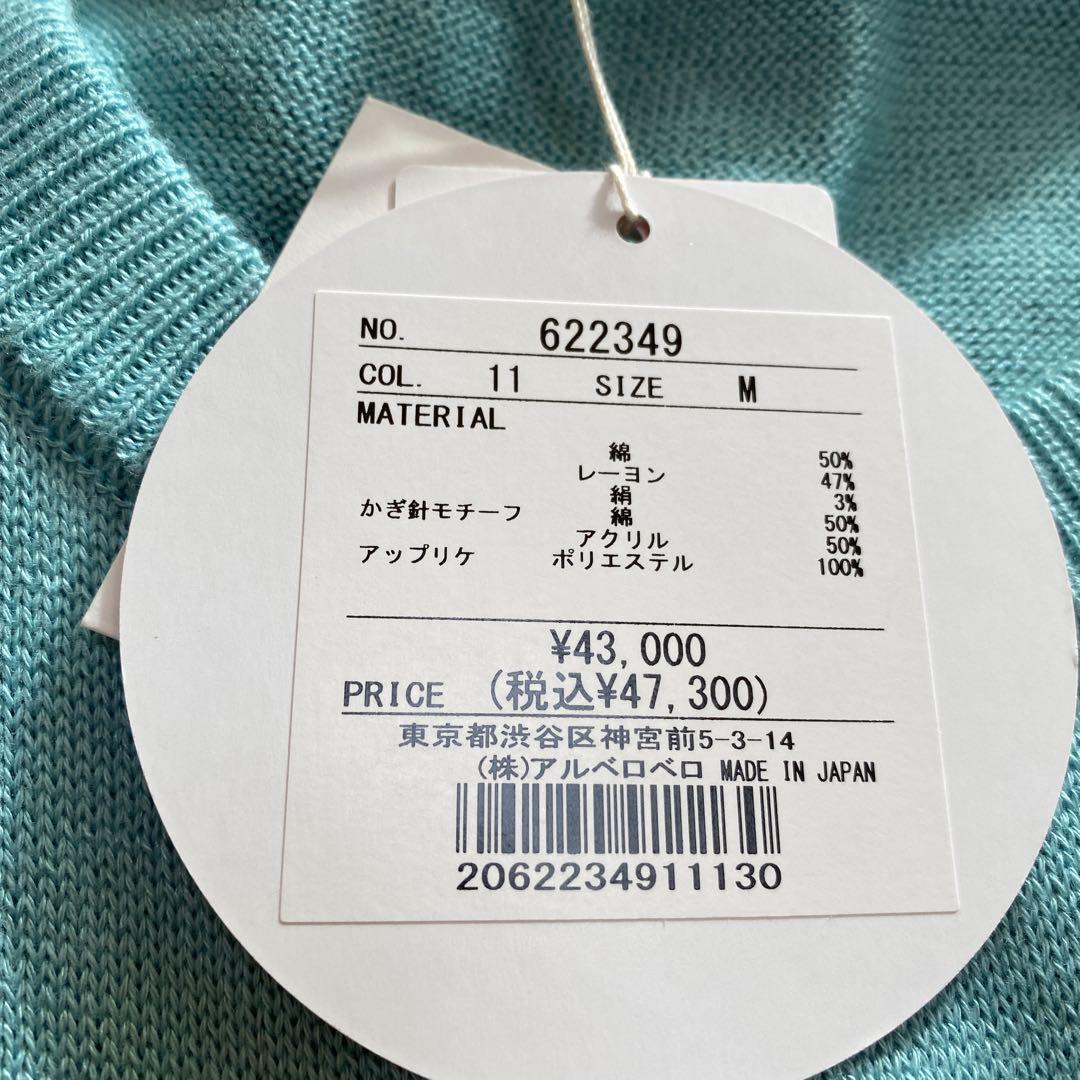 NO. 622349
COL. 11 SIZE M
MATERIAL
綿 50%
レーヨン 47%
絹 3%
かぎ針モチーフ 綿 50%
アクリル 50%
アップリケ ポリエステル 100%
¥43,000
PRICE (税込¥47,300)
東京都渋谷区神宮前5-3-14
(株)アルベロベロ MADE IN JAPAN
2062234911130